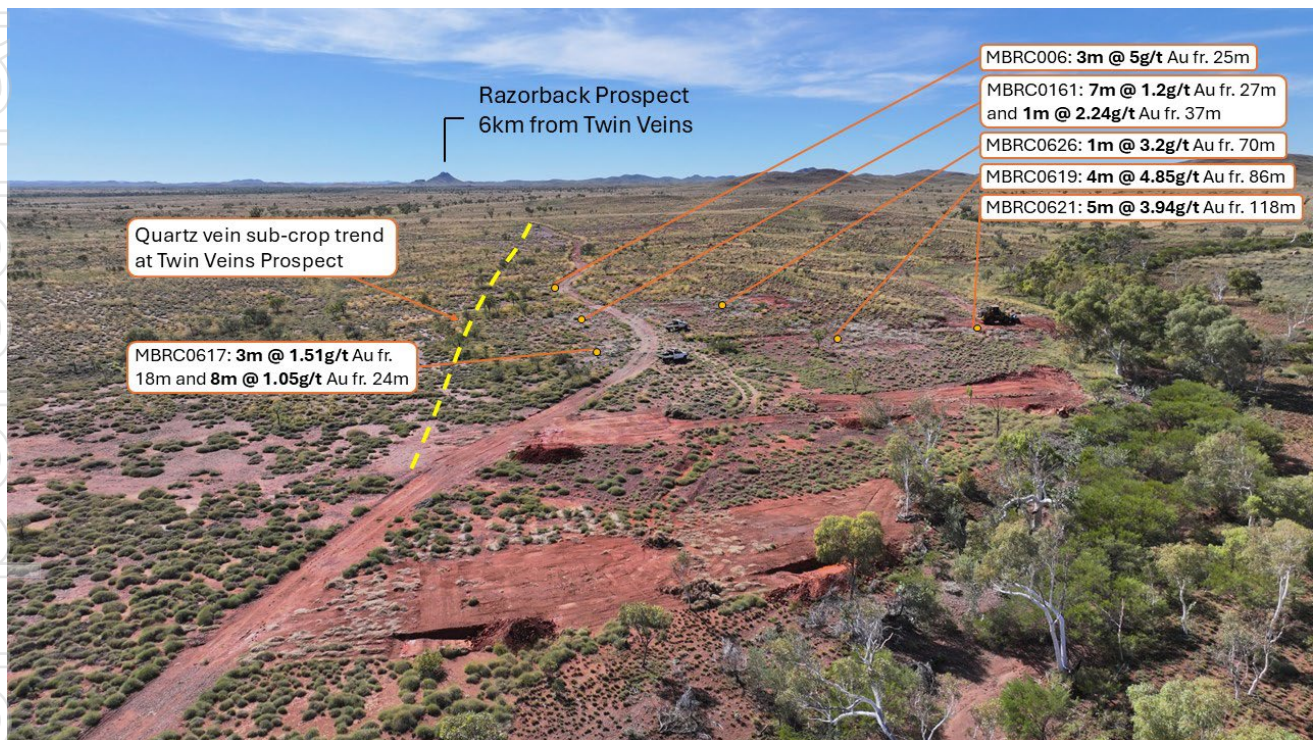 MBRC006: 3m @ 5g/t Au fr. 25m
MBRC0161: 7m @ 1.2g/t Au fr. 27m
and 1m @ 2.24g/t Au fr. 37m
Razorback Prospect
6km from Twin Veins
MBRC0626: 1m @ 3.2g/t Au fr. 70m
MBRC0619: 4m @ 4.85g/t Au fr. 86m
MBRC0621: 5m @ 3.94g/t Au fr. 118m
Quartz vein sub-crop trend
at Twin Veins Prospect
MBRC0617: 3m @ 1.51g/t Au fr.
18m and 8m @ 1.05g/t Au fr. 24m